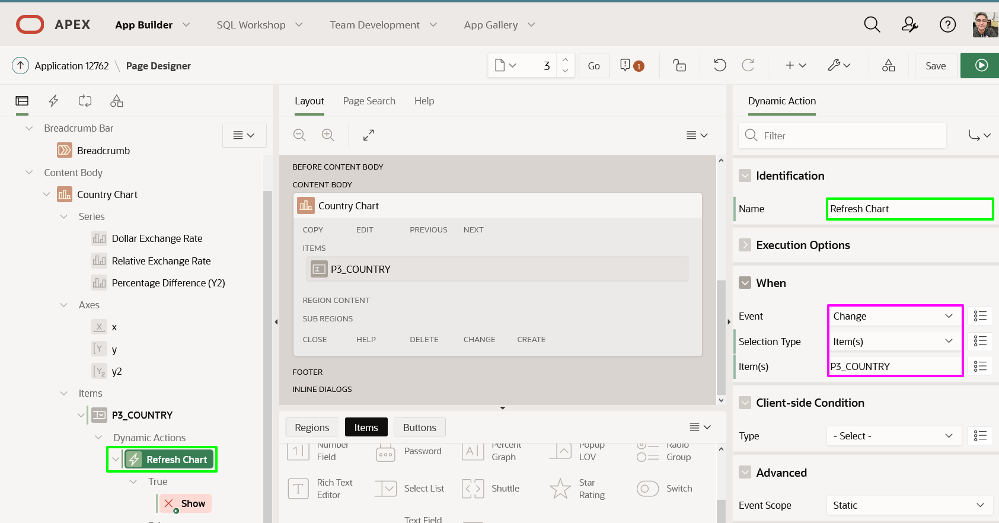 APEX App Builder SQL Workshop Team Development App Gallery
Application 12762 \ Page Designer 3 Go 1 Save
Layout Page Search Help
Dynamic Action
Breadcrumb Bar
Breadcrumb
Content Body
Country Chart
Series
Dollar Exchange Rate
Relative Exchange Rate
Percentage Difference (Y2)
Axes
x
y
y2
Items
P3_COUNTRY
Dynamic Actions
Refresh Chart
True
Show
BEFORE CONTENT BODY
CONTENT BODY
Country Chart
COPY EDIT PREVIOUS NEXT
ITEMS
P3_COUNTRY
REGION CONTENT
SUB REGIONS
CLOSE HELP DELETE CHANGE CREATE
FOOTER
INLINE DIALOGS
Regions Items Buttons
Number Field
Password
Percent Graph
Popup LOV
Radio Group
Rich Text Editor
Select List
Shuttle
Star Rating
Switch
Text Field
Filter
Identification
Name Refresh Chart
Execution Options
When
Event Change
Selection Type Item(s)
Item(s) P3_COUNTRY
Client-side Condition
Type - Select -
Advanced
Event Scope Static